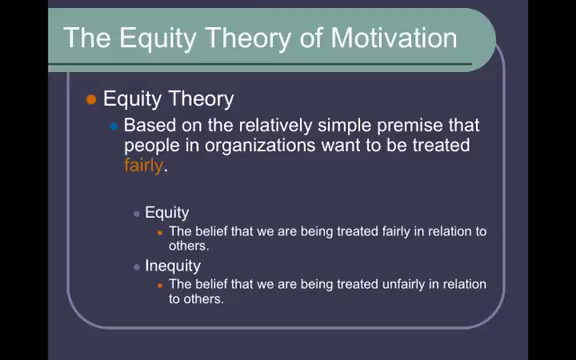 The Equity Theory of Motivation
Equity Theory
Based on the relatively simple premise that
people in organizations want to be treated
fairly.
Equity
The belief that we are being treated fairly in relation to
others.
Inequity
The belief that we are being treated unfairly in relation
to others.